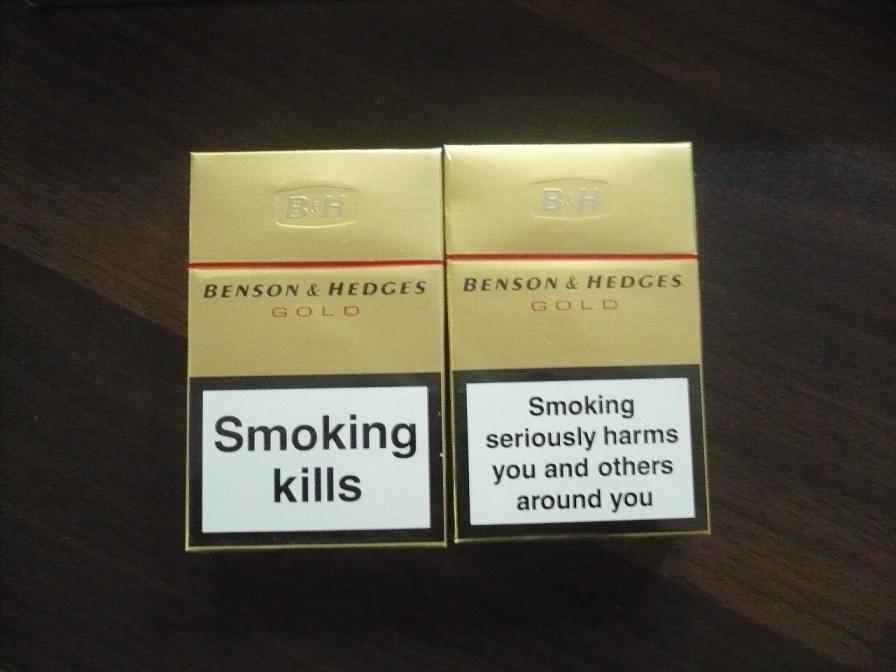 B&H
BENSON & HEDGES
GOLD
Smoking
kills
B&H
BENSON & HEDGES
GOLD
Smoking
seriously harms
you and others
around you